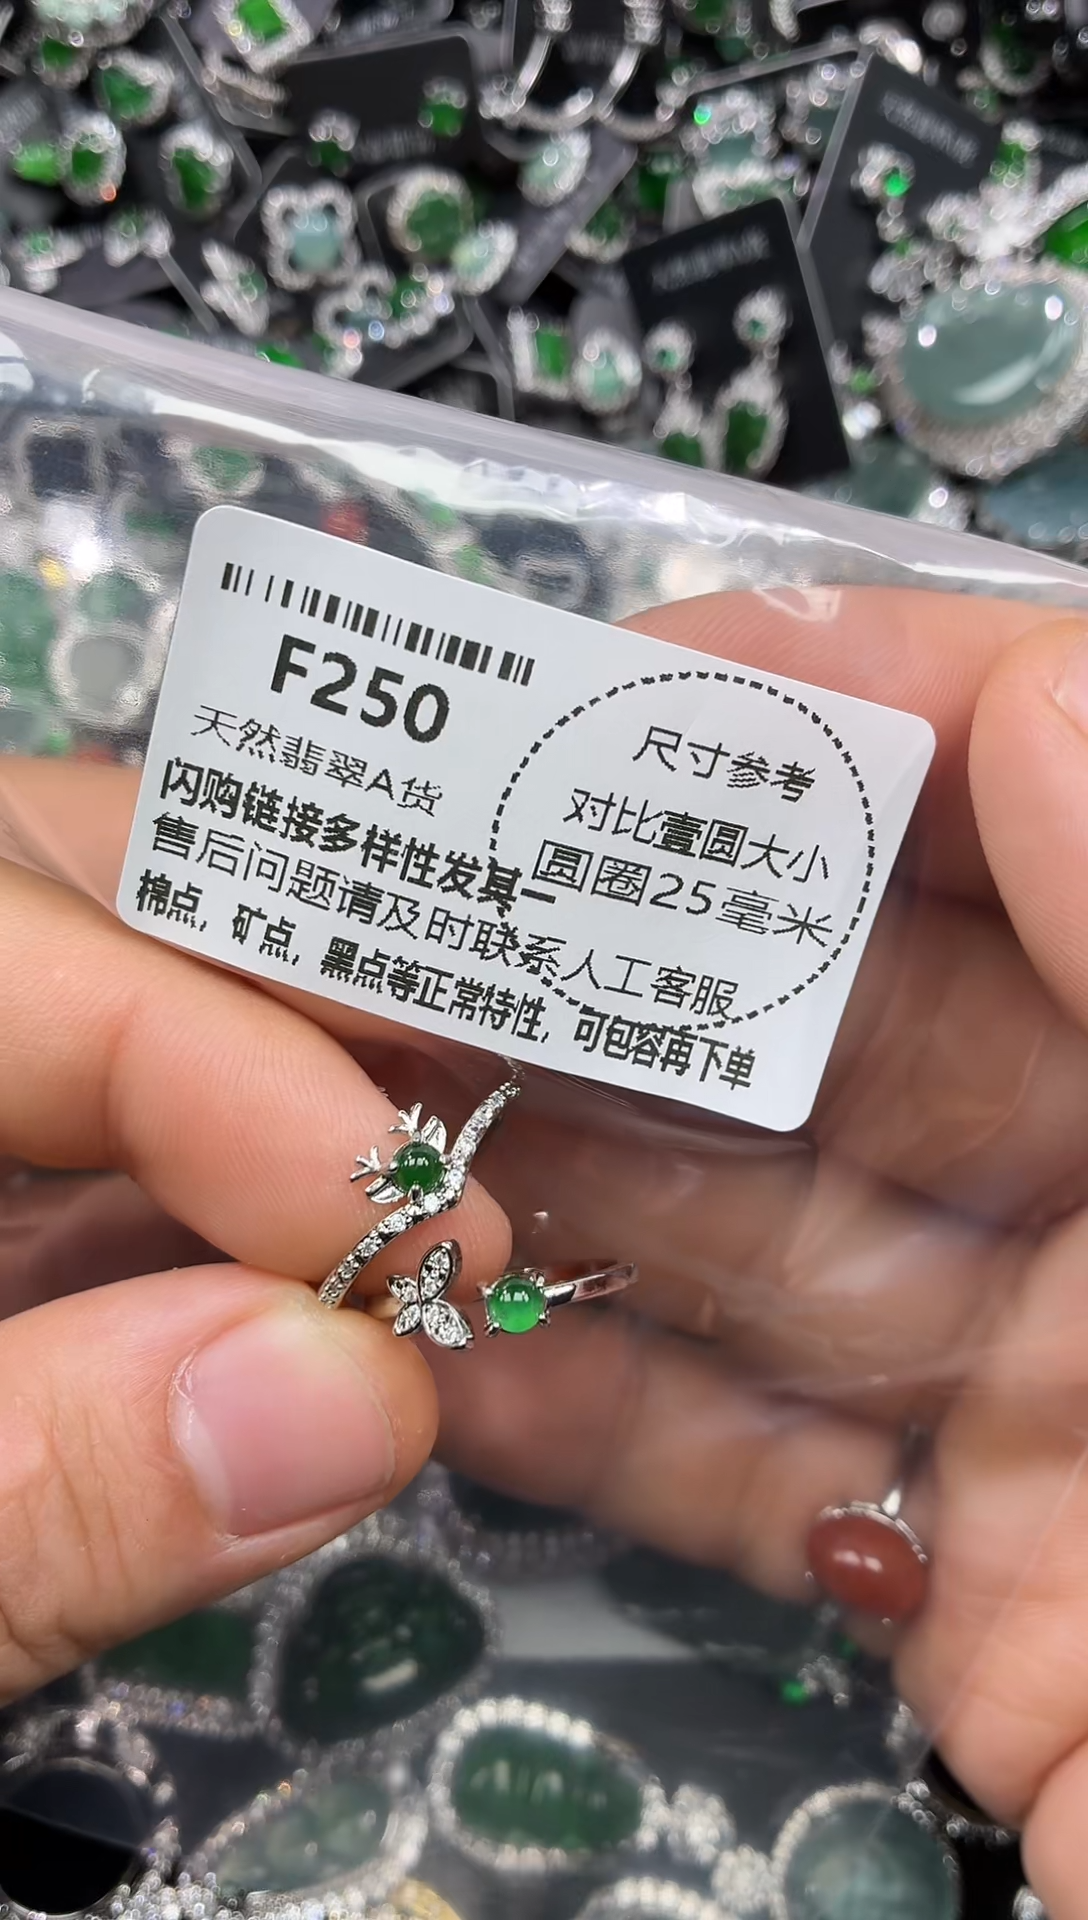 F250
天然翡翠A货
闪购链接多样性发其一
售后问题请及时联系人工客服
棉点，矿点，黑点等正常特性，可包容再下单
尺寸参考
对比壹圆大小
圆圈25毫米